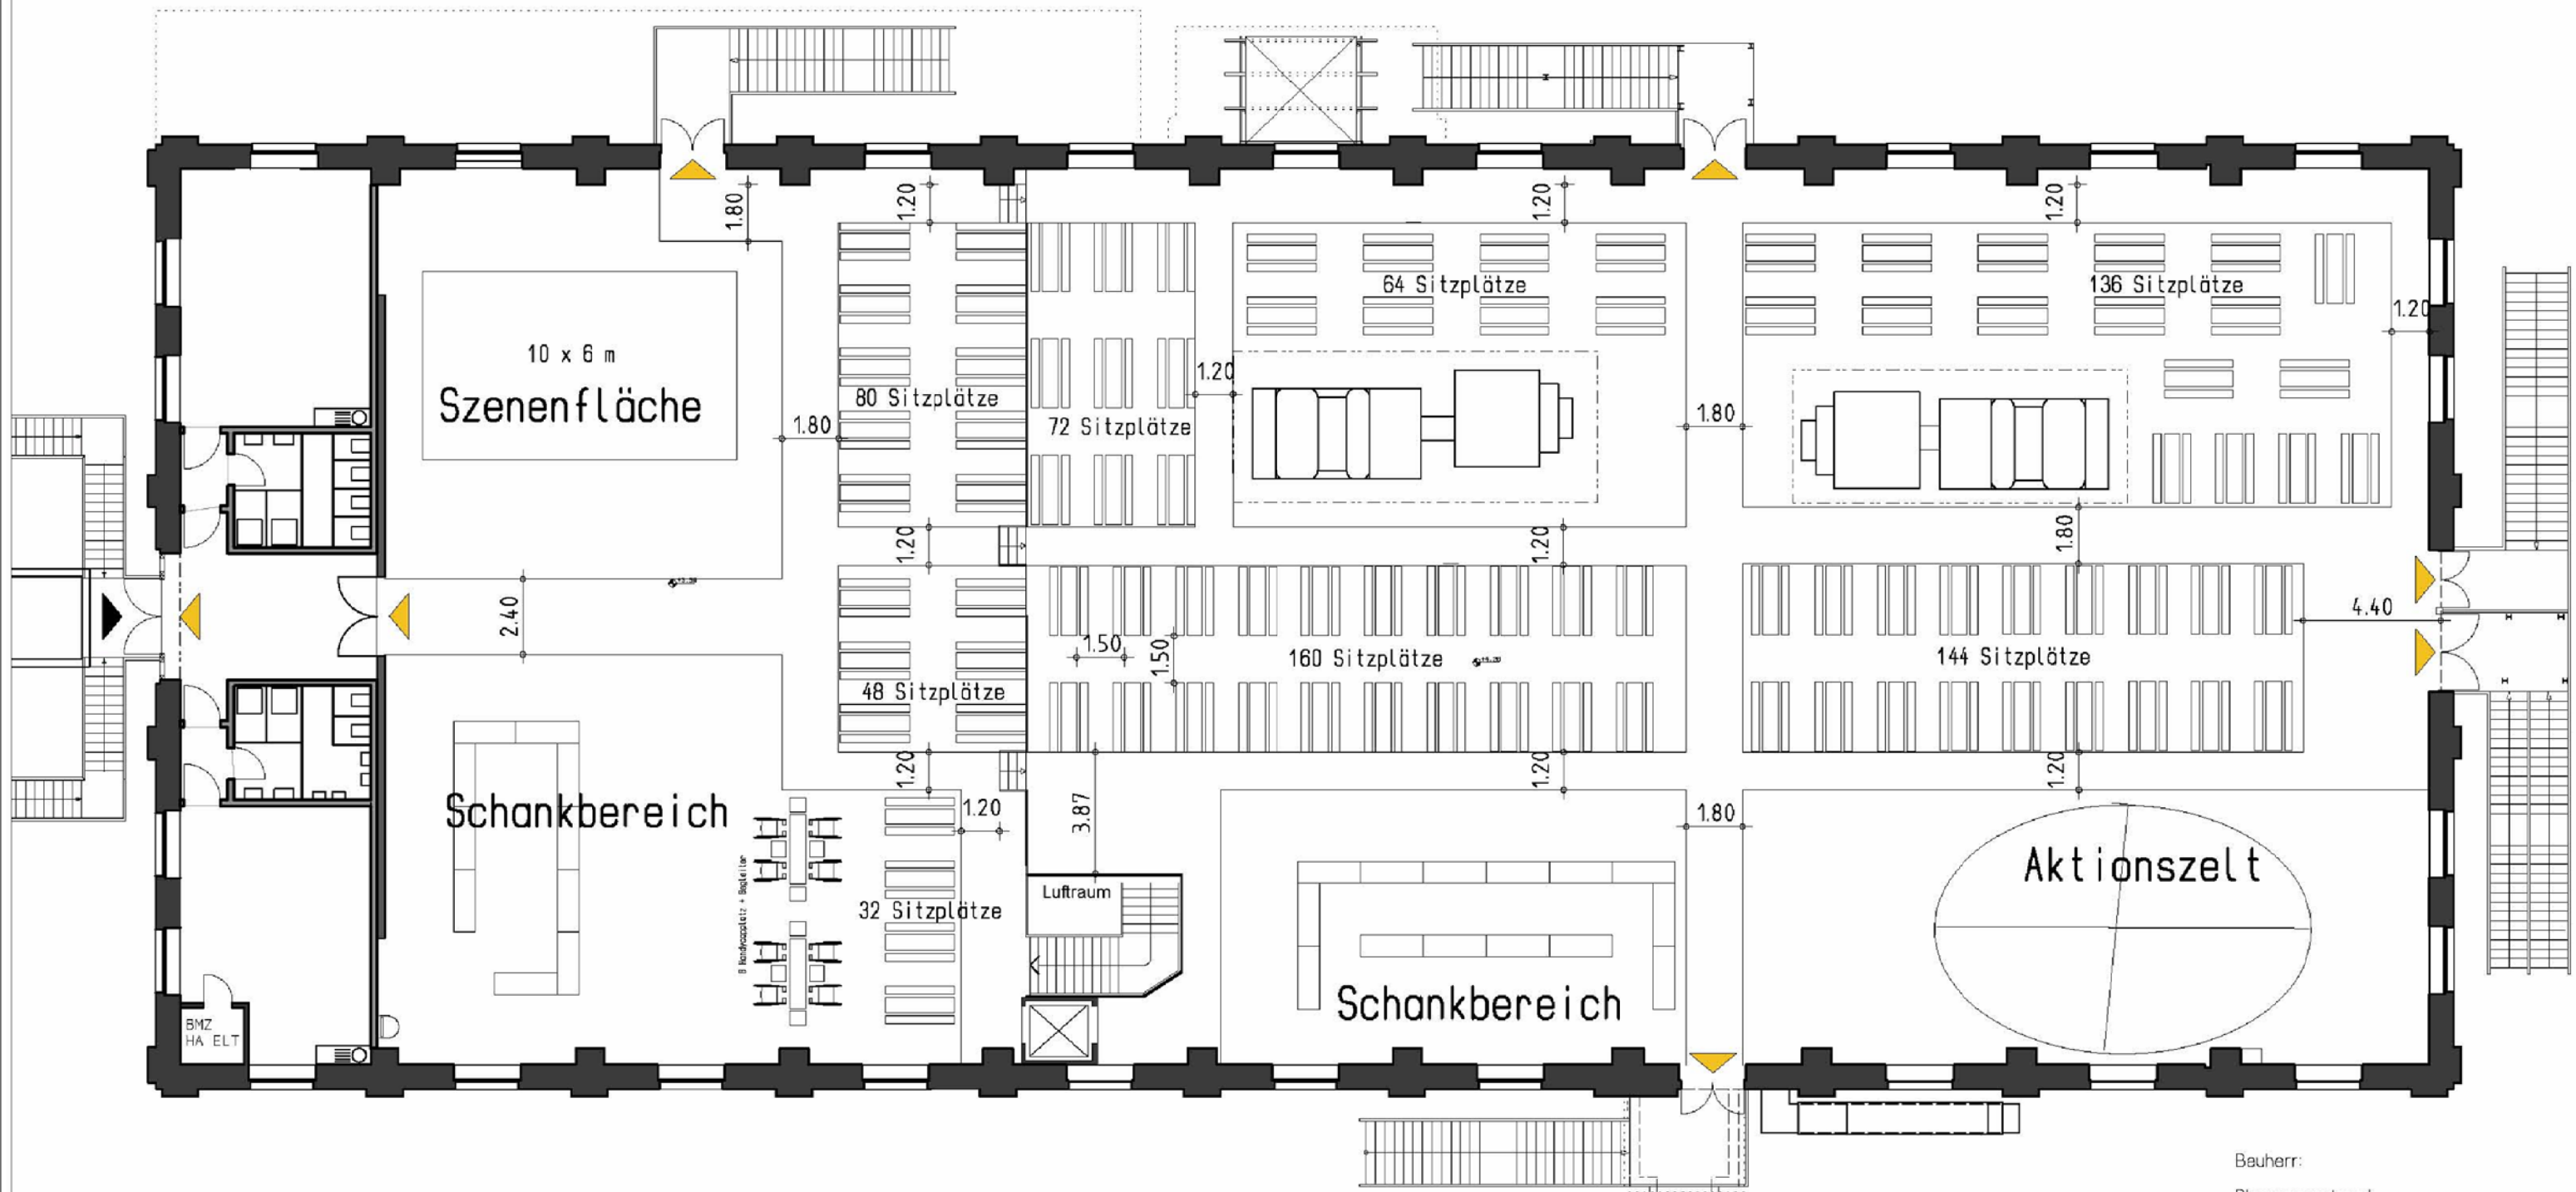 1.80
1.20
1.20
1.20
64 Sitzplätze
136 Sitzplätze
1.20
10 x 6 m
Szenenfläche
80 Sitzplätze
1.20
72 Sitzplätze
1.80
1.80
1.20
1.20
1.80
2.40
4.40
1.50
1.50
160 Sitzplätze
144 Sitzplätze
48 Sitzplätze
1.20
1.20
1.20
Schankbereich
1.20
3.87
1.80
Aktionszelt
8 Handycapplatz + Begleiter
Luftraum
32 Sitzplätze
Schankbereich
BMZ
HA ELT
Bauherr: